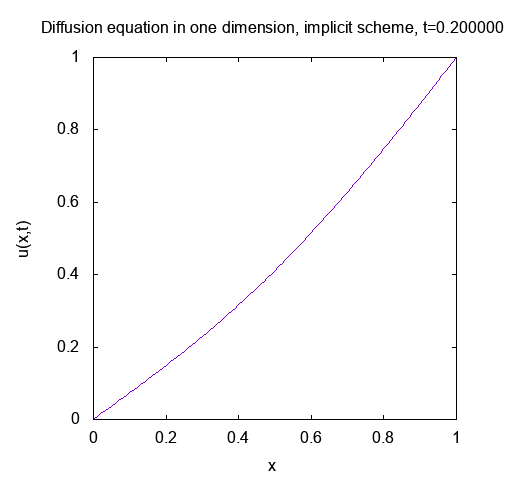 Diffusion equation in one dimension, implicit scheme, t=0.200000
1
0.8
0.6
0.4
0.2
0
u(x,t)
0 0.2 0.4 0.6 0.8 1
x